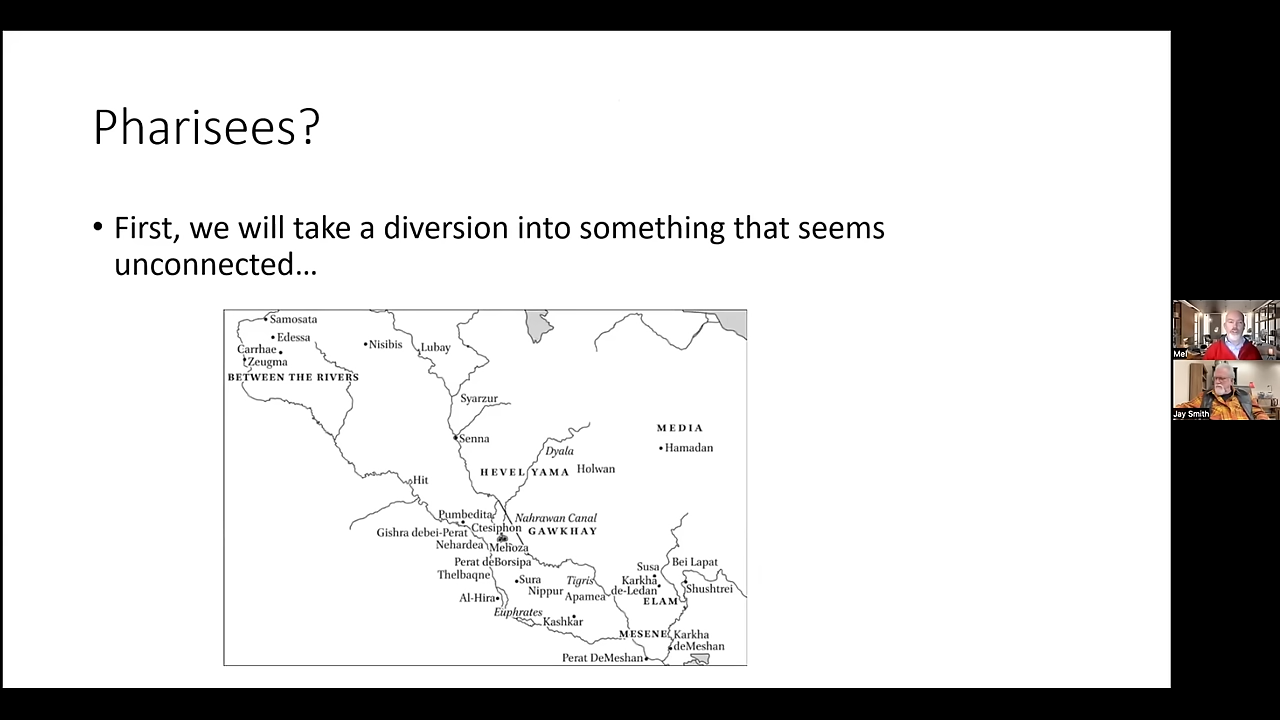 Pharisees?
• First, we will take a diversion into something that seems
unconnected...
Samosata
Edessa
Carrhae
Zeugma
BETWEEN THE RIVERS
Nisibis
Lubay
Syarzur
Senna
MEDIA
Hamadan
Dyala
HEVEL YAMA
Holwan
Hit
Pumbedita
Nahrawan Canal
Gishra debei-Perat
Ctesiphon
GAWKHAY
Nehardea
Mehoza
Perat deBorsipa
Thelbaqne
Sura
Tigris
Susa
Bei Lapat
Karkha
de-Ledan
Shushtrei
Nippur
Apamea
ELAM
Al-Hira
Euphrates
Kashkar
MESENE
Karkha
deMeshan
Perat DeMeshan
Mel
Jay Smith